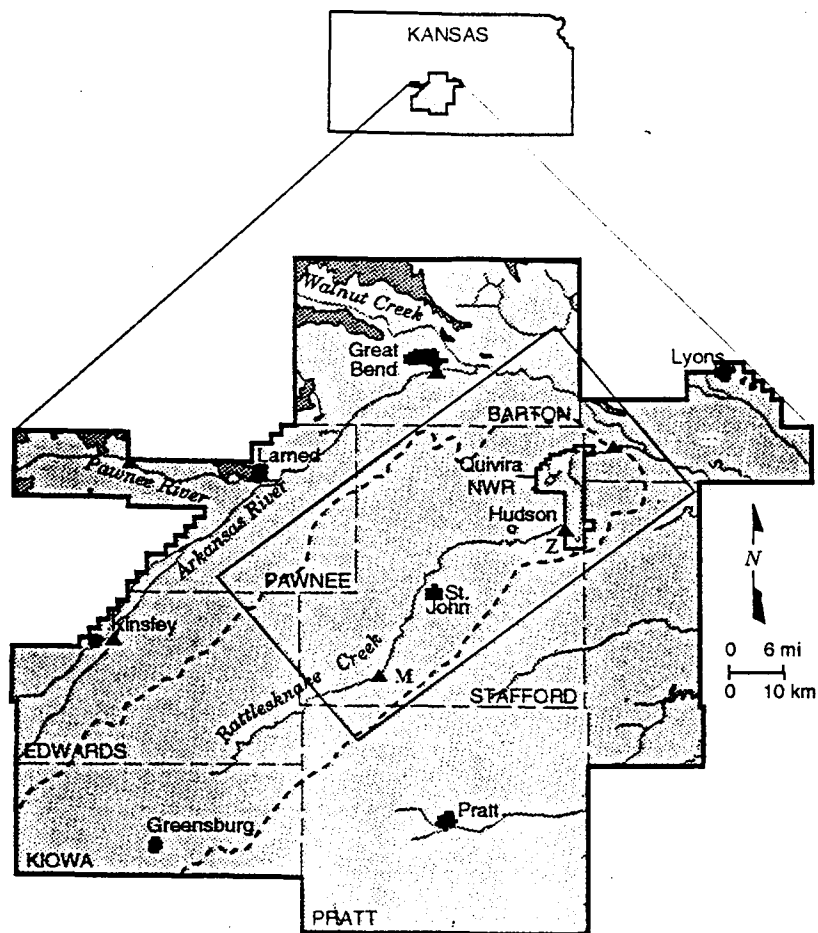 KANSAS
Walnut Creek
Great
Bend
Lyons
BARTON
Larned
Pawnee River
Quivira
NWR
Arkansas River
Hudson
Z
N
PAWNEE
St.
John
Kinsley
0 6 mi
0 10 km
Rattlesnake Creek
M
STAFFORD
EDWARDS
Greensburg
Pratt
KIOWA
PRATT